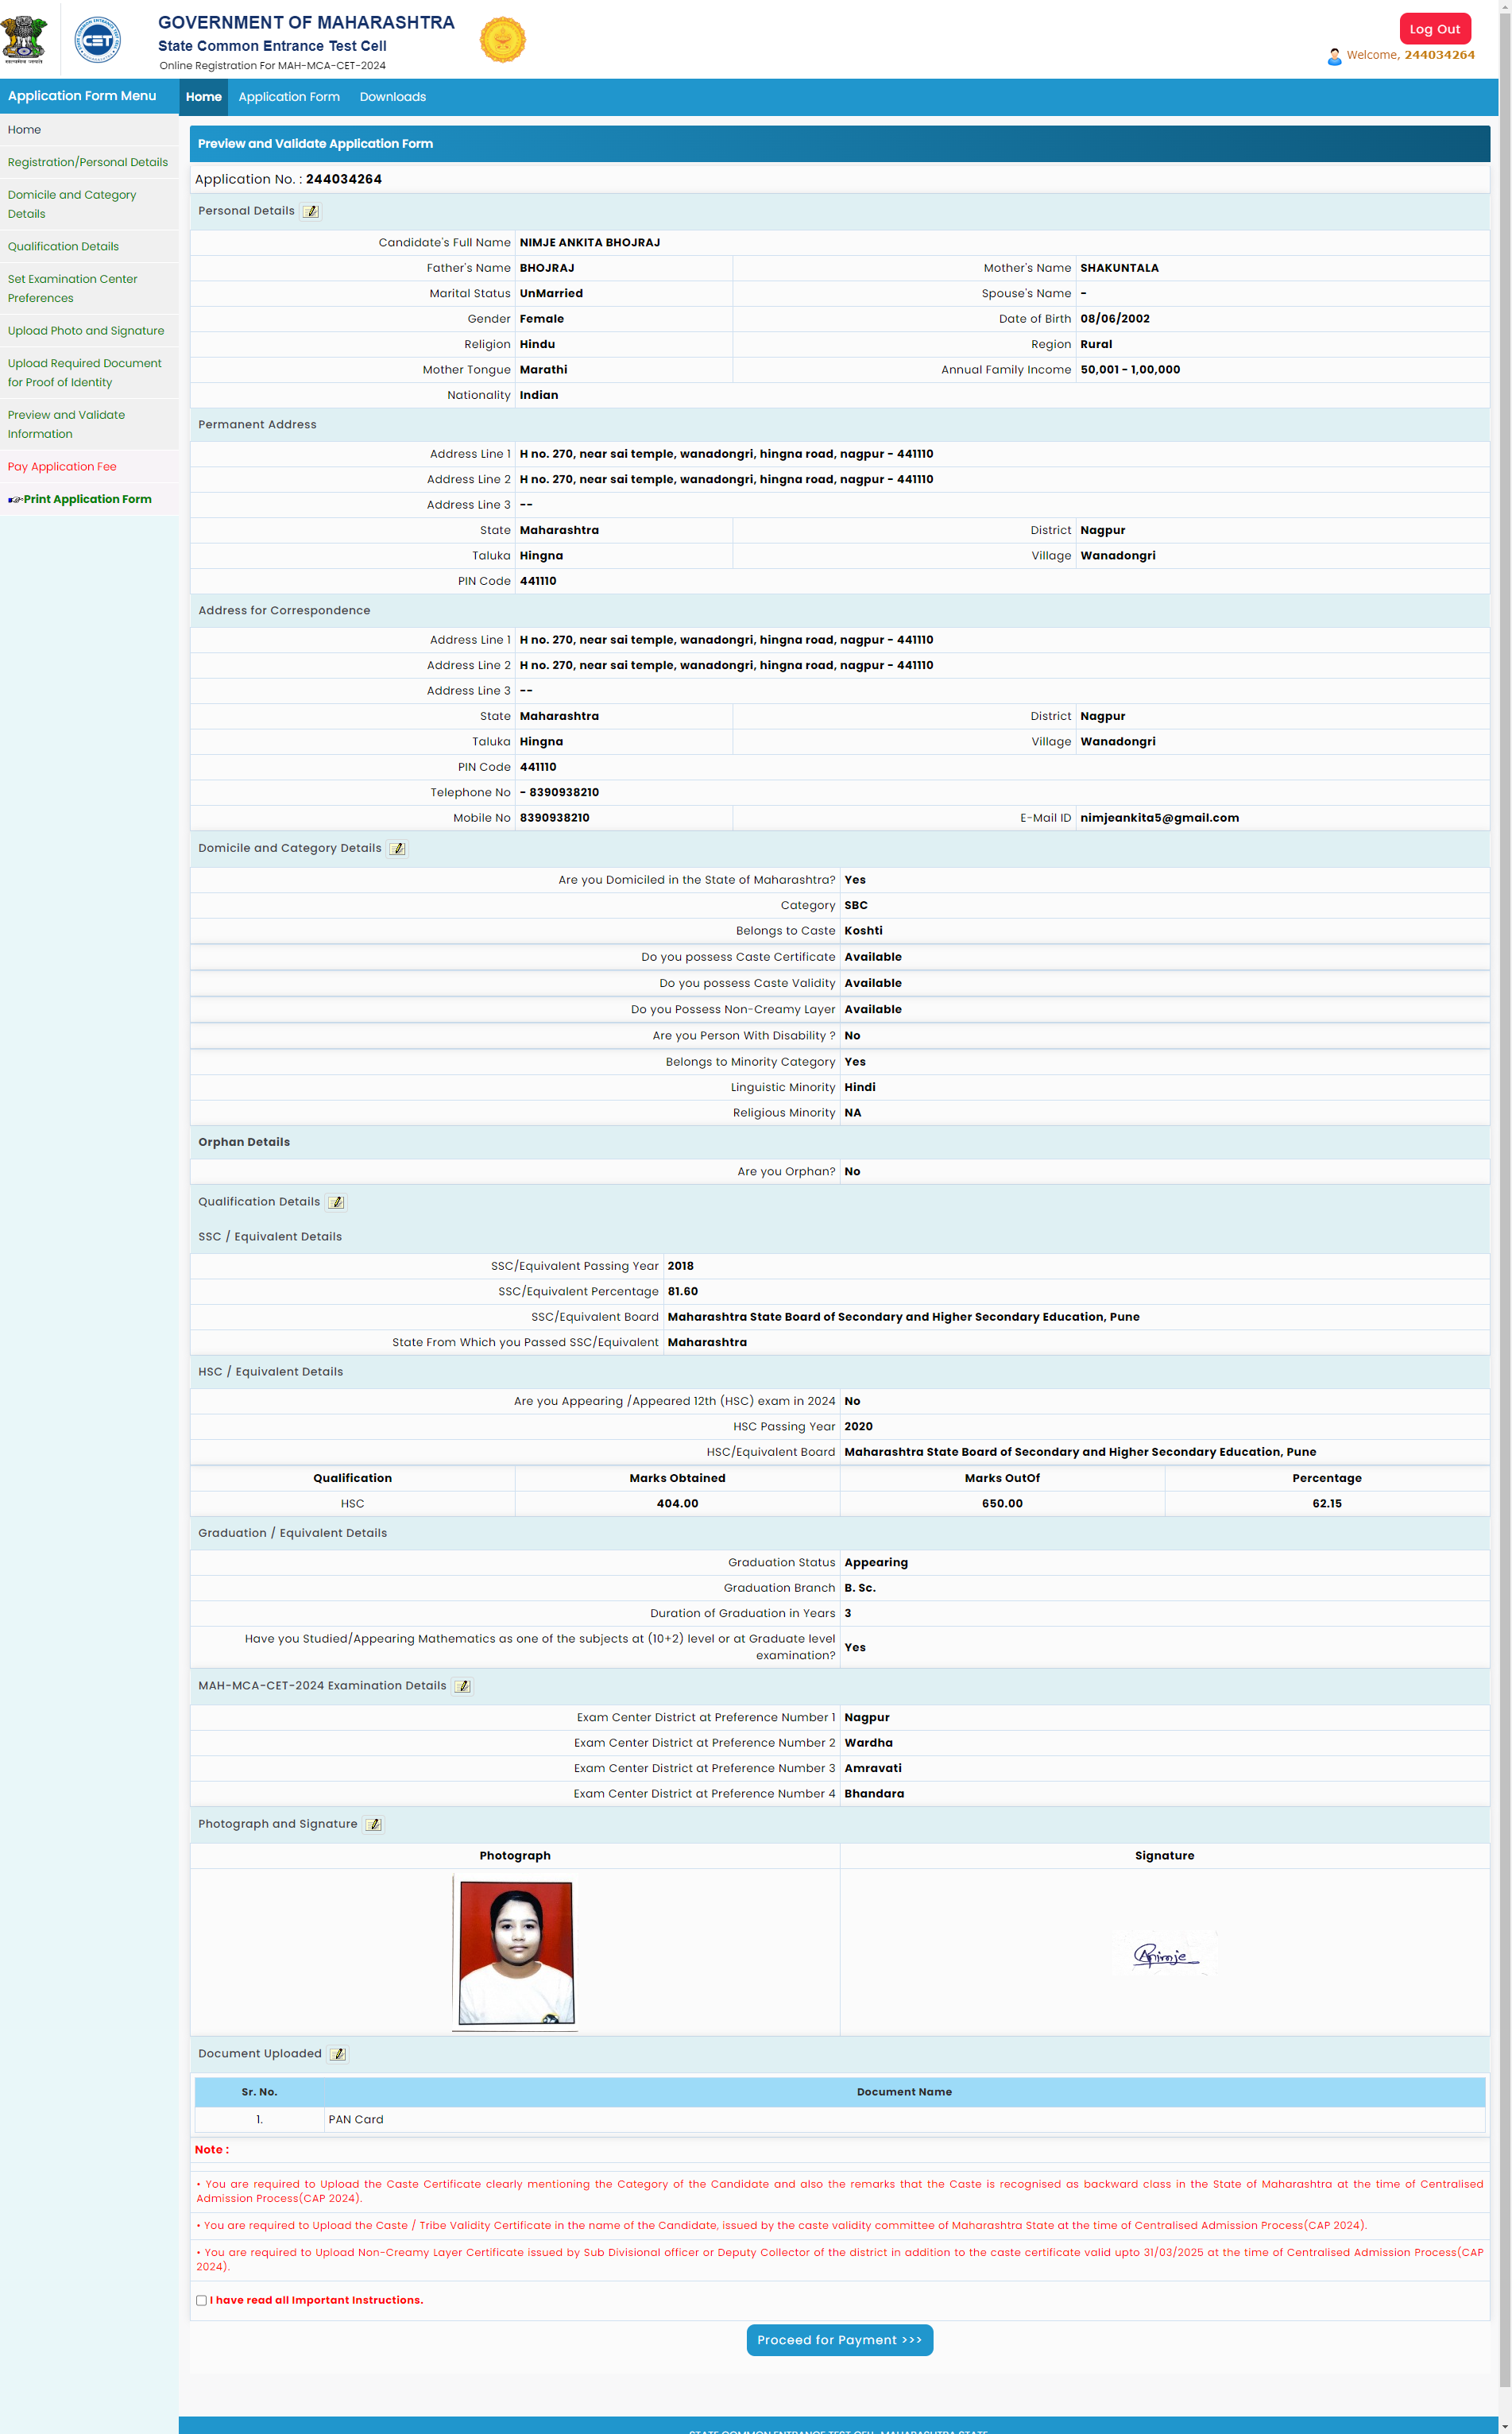 GOVERNMENT OF MAHARASHTRA
State Common Entrance Test Cell
Online Registration For MAH-MCA-CET-2024
CET
Log Out
Welcome, 244034264
Application Form Menu
Home Application Form Downloads
Home
Registration/Personal Details
Domicile and Category
Details
Qualification Details
Set Examination Center
Preferences
Upload Photo and Signature
Upload Required Document
for Proof of Identity
Preview and Validate
Information
Pay Application Fee
Print Application Form
Preview and Validate Application Form
Application No. : 244034264
Personal Details
Candidate's Full Name NIMJE ANKITA BHOJRAJ
Father's Name BHOJRAJ Mother's Name SHAKUNTALA
Marital Status UnMarried Spouse's Name -
Gender Female Date of Birth 08/06/2002
Religion Hindu Region Rural
Mother Tongue Marathi Annual Family Income 50,001 - 1,00,000
Nationality Indian
Permanent Address
Address Line 1 H no. 270, near sai temple, wanadongri, hingna road, nagpur - 441110
Address Line 2 H no. 270, near sai temple, wanadongri, hingna road, nagpur - 441110
Address Line 3 --
State Maharashtra District Nagpur
Taluka Hingna Village Wanadongri
PIN Code 441110
Address for Correspondence
Address Line 1 H no. 270, near sai temple, wanadongri, hingna road, nagpur - 441110
Address Line 2 H no. 270, near sai temple, wanadongri, hingna road, nagpur - 441110
Address Line 3 --
State Maharashtra District Nagpur
Taluka Hingna Village Wanadongri
PIN Code 441110
Telephone No - 8390938210
Mobile No 8390938210 E-Mail ID nimjeankita5@gmail.com
Domicile and Category Details
Are you Domiciled in the State of Maharashtra? Yes
Category SBC
Belongs to Caste Koshti
Do you possess Caste Certificate Available
Do you possess Caste Validity Available
Do you Possess Non-Creamy Layer Available
Are you Person With Disability ? No
Belongs to Minority Category Yes
Linguistic Minority Hindi
Religious Minority NA
Orphan Details
Are you Orphan? No
Qualification Details
SSC / Equivalent Details
SSC/Equivalent Passing Year 2018
SSC/Equivalent Percentage 81.60
SSC/Equivalent Board Maharashtra State Board of Secondary and Higher Secondary Education, Pune
State From Which you Passed SSC/Equivalent Maharashtra
HSC / Equivalent Details
Are you Appearing /Appeared 12th (HSC) exam in 2024 No
HSC Passing Year 2020
HSC/Equivalent Board Maharashtra State Board of Secondary and Higher Secondary Education, Pune
Qualification Marks Obtained Marks OutOf Percentage
HSC 404.00 650.00 62.15
Graduation / Equivalent Details
Graduation Status Appearing
Graduation Branch B. Sc.
Duration of Graduation in Years 3
Have you Studied/Appearing Mathematics as one of the subjects at (10+2) level or at Graduate level
examination? Yes
MAH-MCA-CET-2024 Examination Details
Exam Center District at Preference Number 1 Nagpur
Exam Center District at Preference Number 2 Wardha
Exam Center District at Preference Number 3 Amravati
Exam Center District at Preference Number 4 Bhandara
Photograph and Signature
Photograph Signature
Document Uploaded
Sr. No. Document Name
1. PAN Card
Note :
• You are required to Upload the Caste Certificate clearly mentioning the Category of the Candidate and also the remarks that the Caste is recognised as backward class in the State of Maharashtra at the time of Centralised
Admission Process(CAP 2024).
• You are required to Upload the Caste / Tribe Validity Certificate in the name of the Candidate, issued by the caste validity committee of Maharashtra State at the time of Centralised Admission Process(CAP 2024).
• You are required to Upload Non-Creamy Layer Certificate issued by Sub Divisional officer or Deputy Collector of the district in addition to the caste certificate valid upto 31/03/2025 at the time of Centralised Admission Process(CAP
2024).
I have read all Important Instructions.
Proceed for Payment >>>